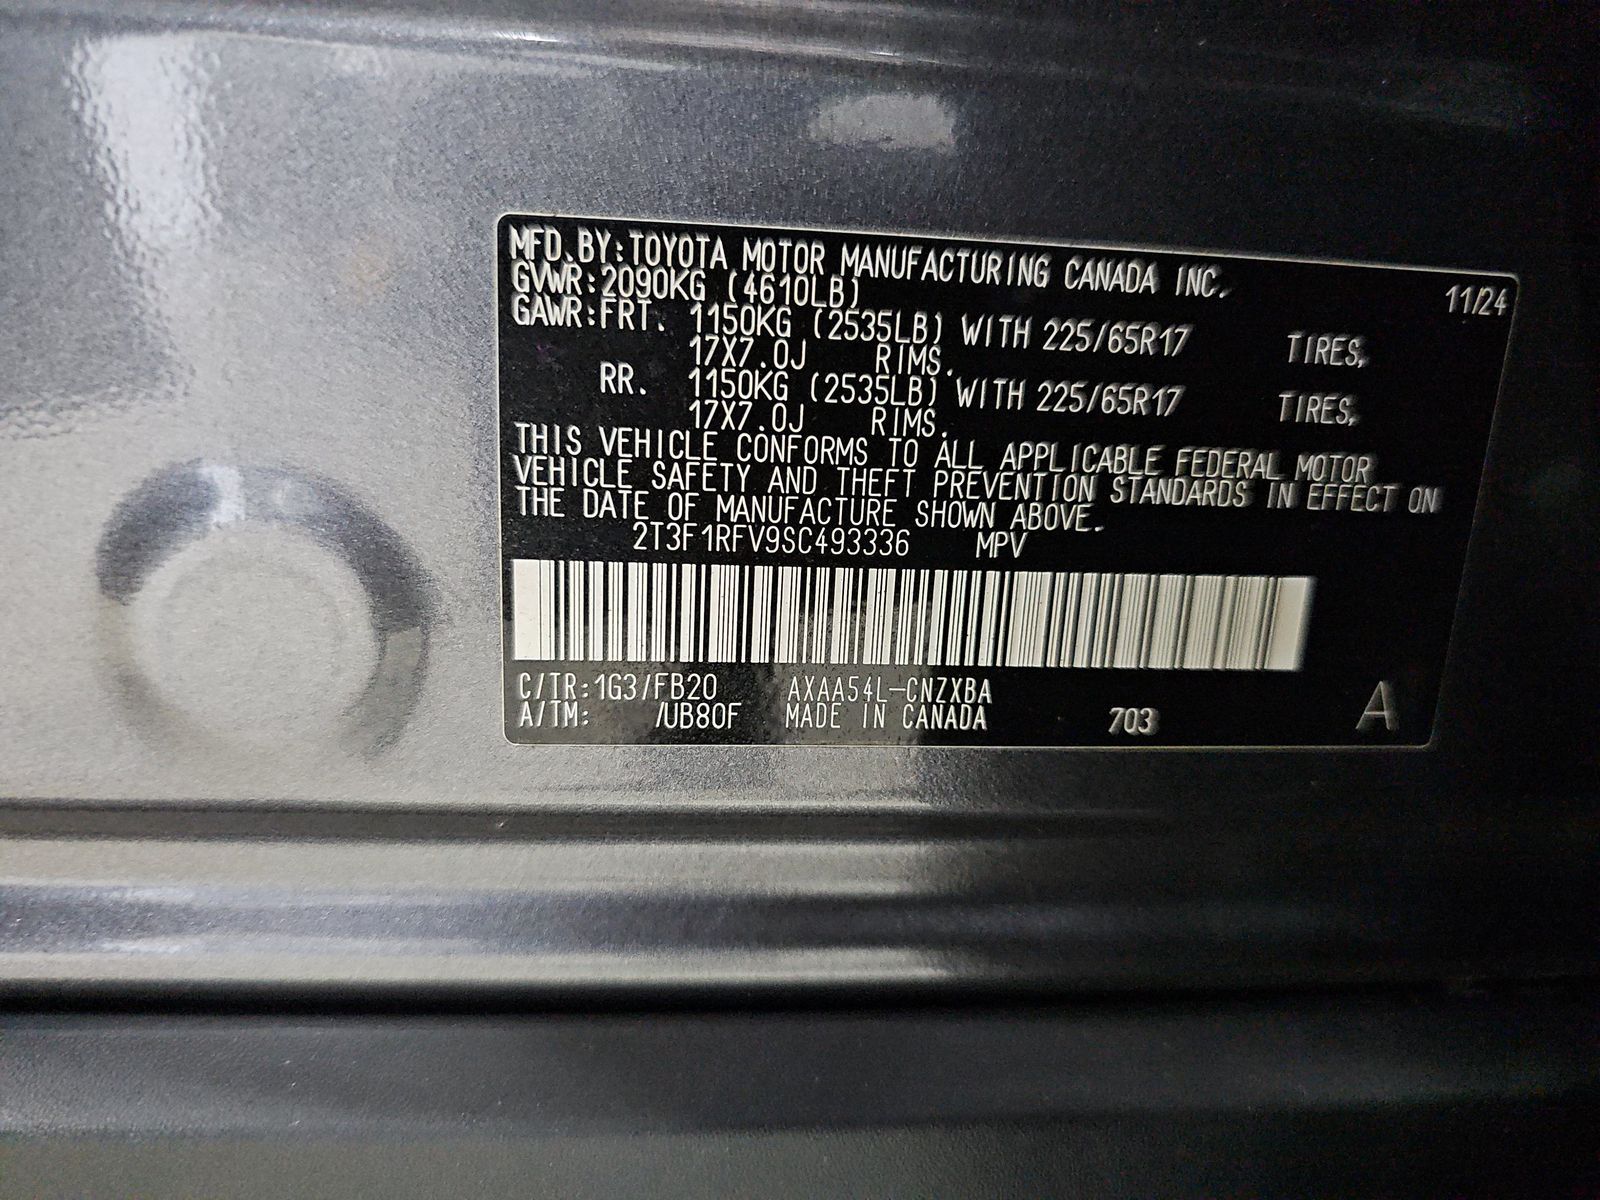 MFD.BY:TOYOTA MOTOR MANUFACTURING CANADA INC.
GVWR:2090KG (4610LB) 11/24
GAWR:FRT. 1150KG (2535LB) WITH 225/65R17 TIRES,
17X7.0J RIMS.
RR. 1150KG (2535LB) WITH 225/65R17 TIRES,
17X7.0J RIMS.
THIS VEHICLE CONFORMS TO ALL APPLICABLE FEDERAL MOTOR
VEHICLE SAFETY AND THEFT PREVENTION STANDARDS IN EFFECT ON
THE DATE OF MANUFACTURE SHOWN ABOVE.
2T3F1RFV9SC493336 MPV
C/TR:1G3/FB20 AXAA54L-CNZXBA
A/TM: /UB80F MADE IN CANADA 703 A